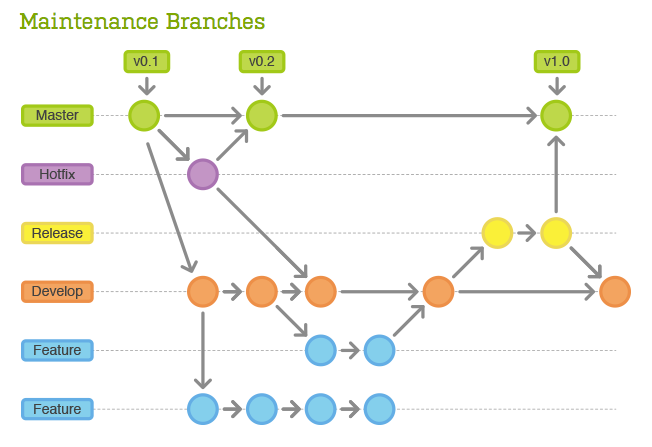 Maintenance Branches
v0.1
v0.2
v1.0
Master
Hotfix
Release
Develop
Feature
Feature